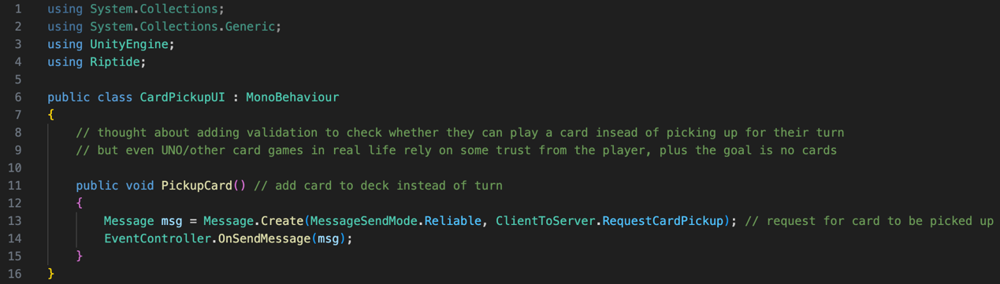 1 using System.Collections;
2 using System.Collections.Generic;
3 using UnityEngine;
4 using Riptide;
5
6 public class CardPickupUI : MonoBehaviour
7 {
8 // thought about adding validation to check whether they can play a card insead of picking up for their turn
9 // but even UNO/other card games in real life rely on some trust from the player, plus the goal is no cards
10
11 public void PickupCard() // add card to deck instead of turn
12 {
13 Message msg = Message.Create(MessageSendMode.Reliable, ClientToServer.RequestCardPickup); // request for card to be picked up
14 EventController.OnSendMessage(msg);
15 }
16 }